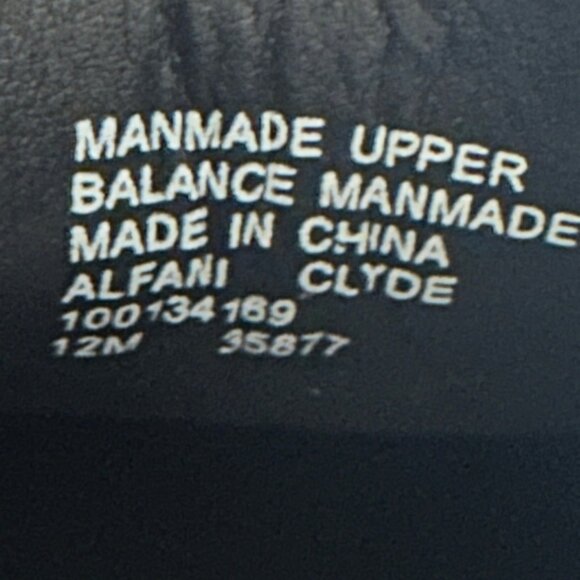 MANMADE UPPER
BALANCE MANMADE
MADE IN CHINA
ALFANI CLYDE
100134169
12M 35877